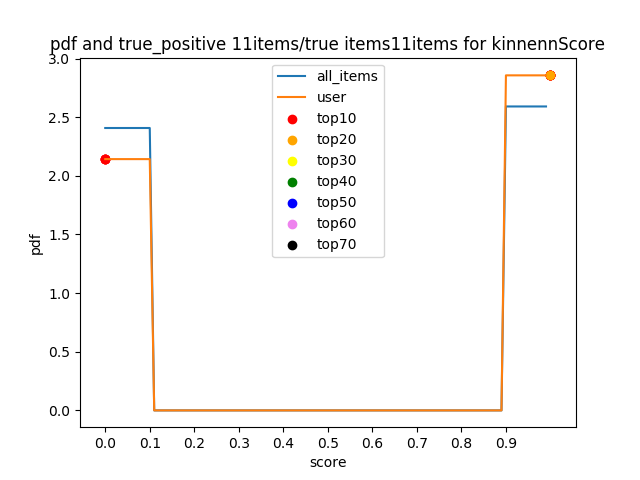 pdf and true_positive 11items/true items11items for kinnennScore
3.0
2.5
2.0
1.5
1.0
0.5
0.0
pdf
all_items
user
top10
top20
top30
top40
top50
top60
top70
0.0 0.1 0.2 0.3 0.4 0.5 0.6 0.7 0.8 0.9
score